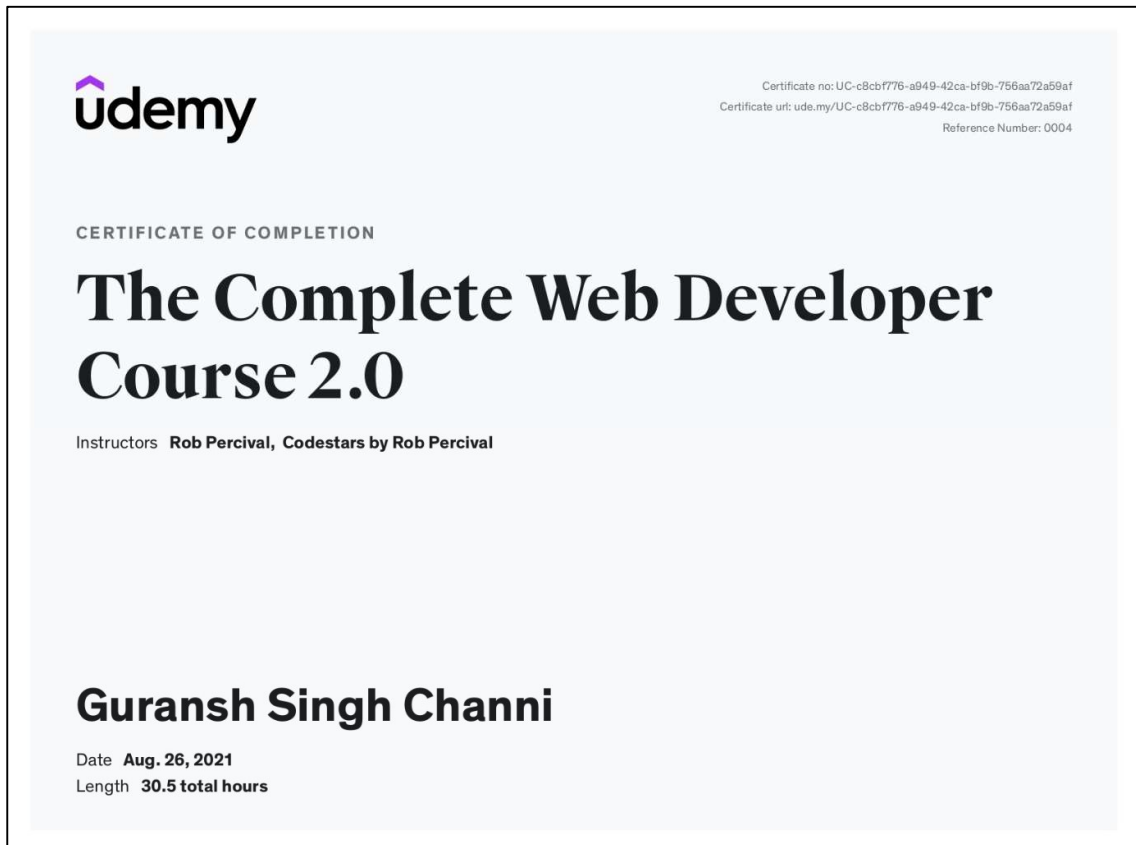 udemy
Certificate no: UC-c8cbf776-a949-42ca-bf9b-756aa72a59af
Certificate url: ude.my/UC-c8cbf776-a949-42ca-bf9b-756aa72a59af
Reference Number: 0004
CERTIFICATE OF COMPLETION
The Complete Web Developer
Course 2.0
Instructors Rob Percival, Codestars by Rob Percival
Guransh Singh Channi
Date Aug. 26, 2021
Length 30.5 total hours